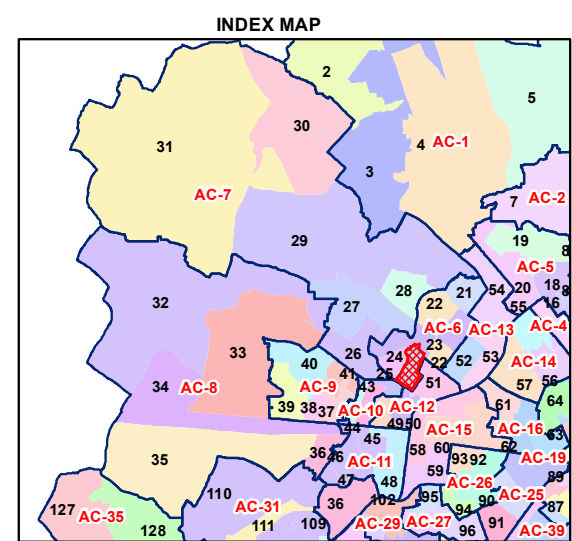 INDEX MAP
2
5
31
30
4 AC-1
3
AC-7
7 AC-2
29
19 8
AC-5
28 21 54 20 18 8
32 27 22 55 16
AC-6 AC-13 AC-4
23
33 26 24 22 52 53 AC-14
40 41 25 51 57 56
34 AC-8 AC-9 43 64
39 38 37 AC-10 AC-12 61
44 49 50 AC-15 AC-16
45 63
36 46 58 60 62 AC-19
35 AC-11 93 92
47 48 59 AC-26 89
110 AC-31 36 102 95 90 AC-25
127 AC-35 94 87
128 111 109 AC-29 AC-27 91 AC-39
96